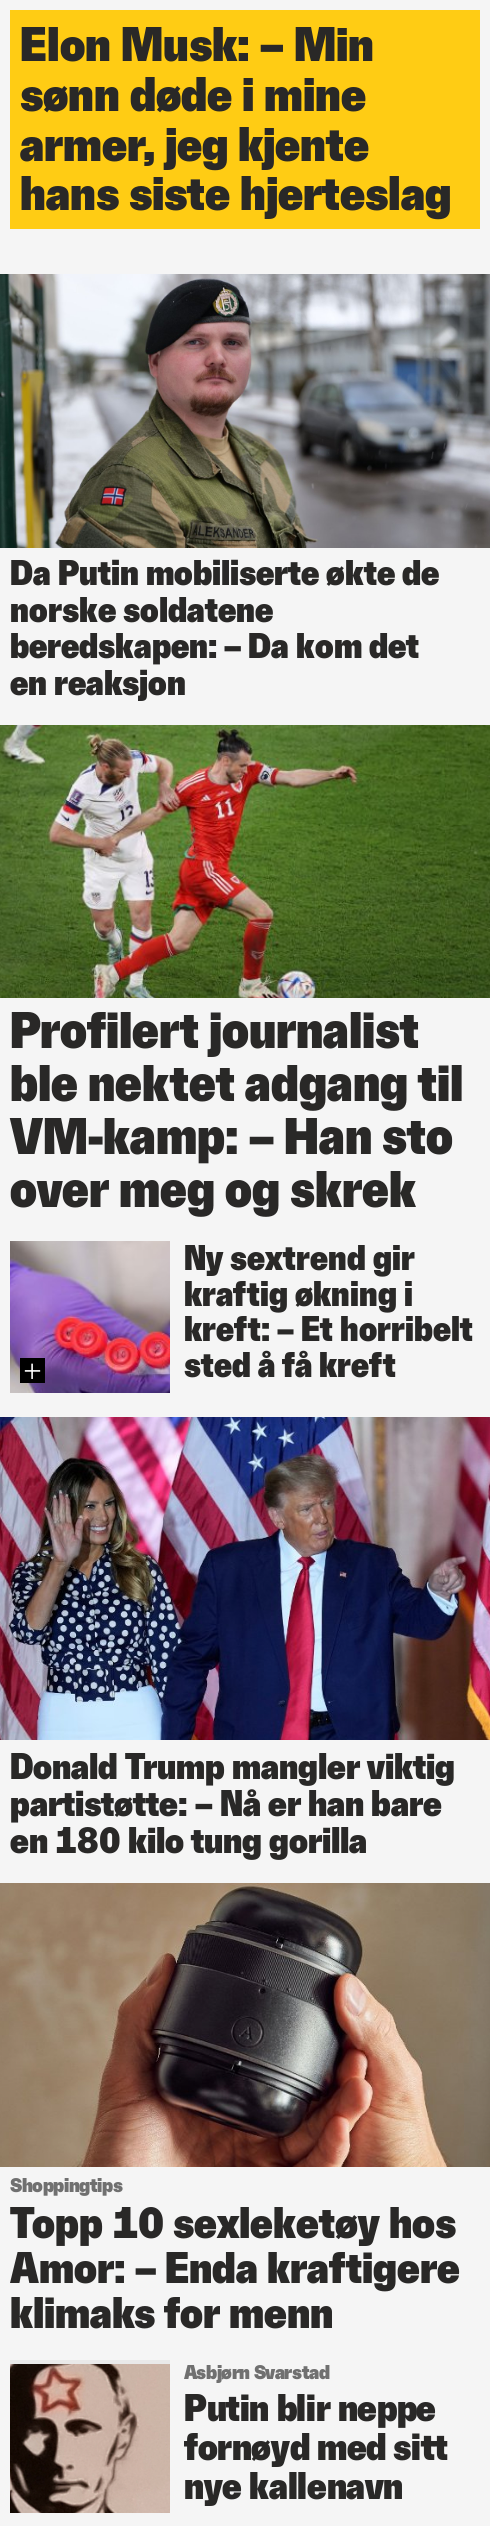 Elon Musk: – Min
sønn døde i mine
armer, jeg kjente
hans siste hjerteslag
ALEKSANDER
Da Putin mobiliserte økte de
norske soldatene
beredskapen: – Da kom det
en reaksjon
13
13
11
Profilert journalist
ble nektet adgang til
VM-kamp: – Han sto
over meg og skrek
Ny sextrend gir
kraftig økning i
kreft: – Et horribelt
sted å få kreft
Donald Trump mangler viktig
partistøtte: – Nå er han bare
en 180 kilo tung gorilla
A
Shoppingtips
Topp 10 sexleketøy hos
Amor: – Enda kraftigere
klimaks for menn
Asbjørn Svarstad
Putin blir neppe
fornøyd med sitt
nye kallenavn